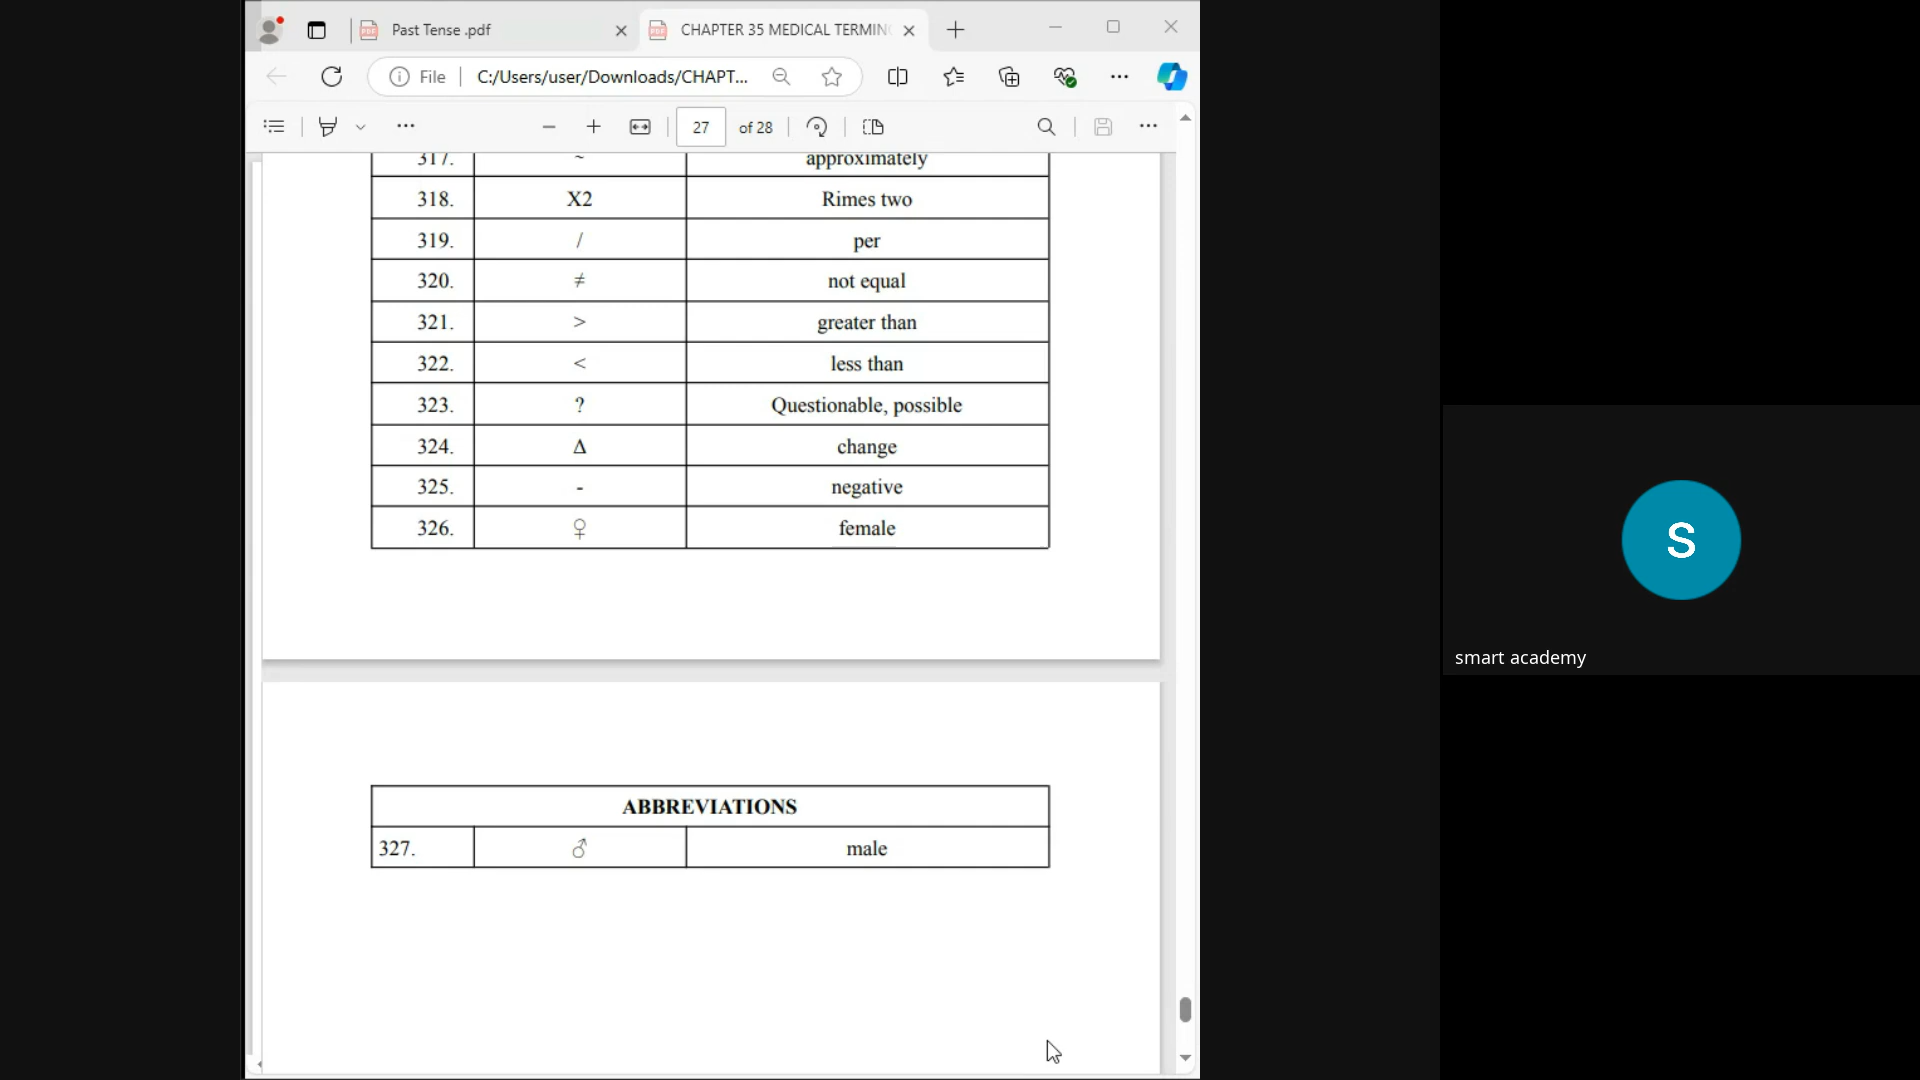 Past Tense .pdf
CHAPTER 35 MEDICAL TERMIN
File
C:/Users/user/Downloads/CHAPT...
27 of 28
317. ~ approximately
318. X2 Rimes two
319. / per
320. ≠ not equal
321. > greater than
322. < less than
323. ? Questionable, possible
324. Δ change
325. - negative
326. ♀ female
ABBREVIATIONS
327. ♂ male
S
smart academy